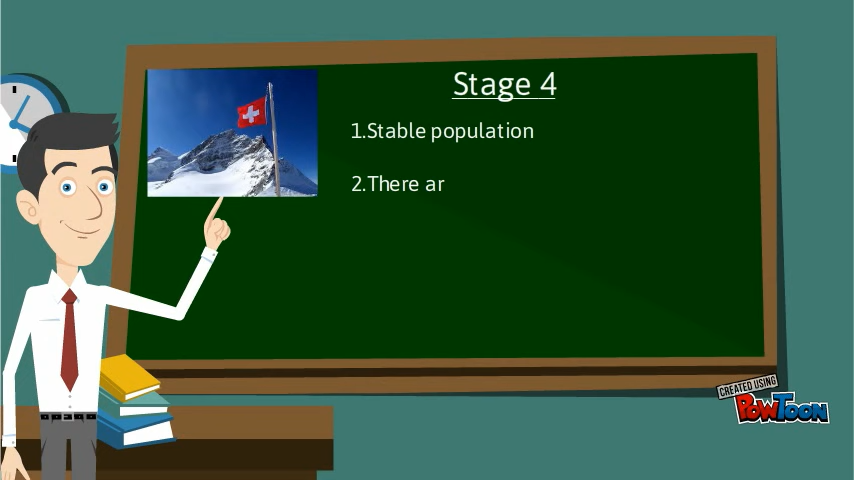 Stage 4
1.Stable population
2.There ar
CREATED USING
POWTOON